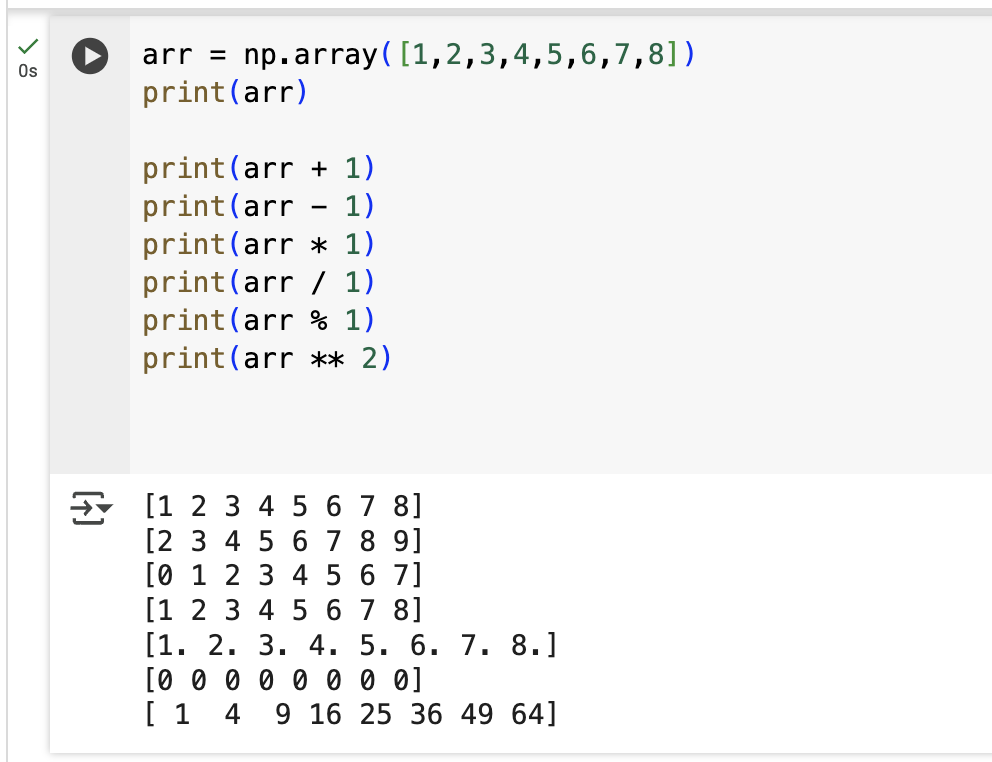 0s
arr = np.array([1,2,3,4,5,6,7,8])
print(arr)
print(arr + 1)
print(arr - 1)
print(arr * 1)
print(arr / 1)
print(arr % 1)
print(arr ** 2)
[1 2 3 4 5 6 7 8]
[2 3 4 5 6 7 8 9]
[0 1 2 3 4 5 6 7]
[1 2 3 4 5 6 7 8]
[1. 2. 3. 4. 5. 6. 7. 8.]
[0 0 0 0 0 0 0 0]
[ 1  4  9 16 25 36 49 64]